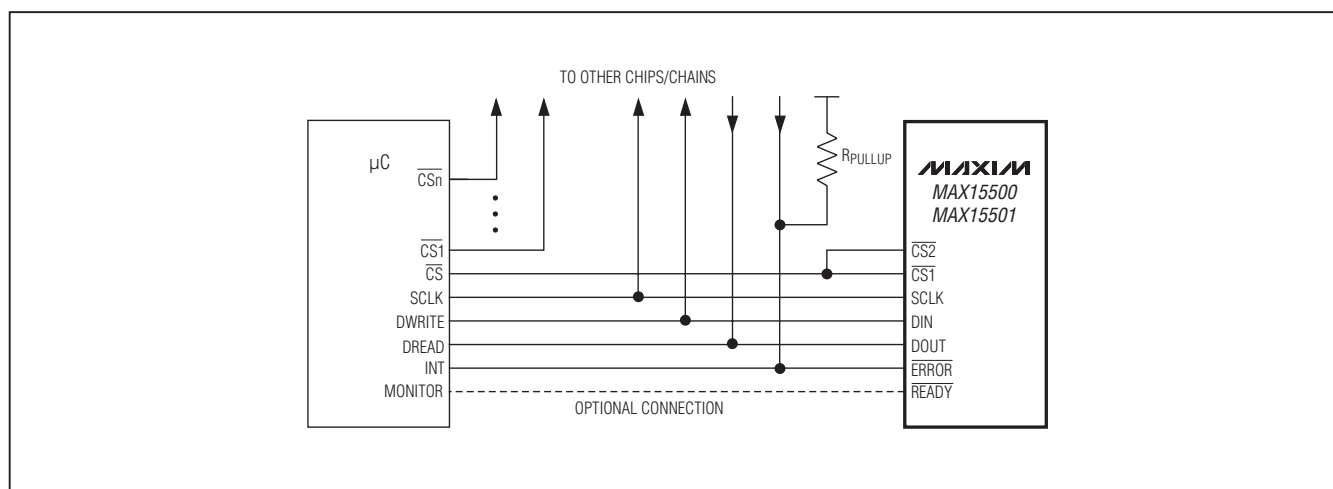 TO OTHER CHIPS/CHAINS
µC
CSn
CS1
CS
SCLK
DWRITE
DREAD
INT
MONITOR
OPTIONAL CONNECTION
RPULLUP
MAXIM
MAX15500
MAX15501
CS2
CS1
SCLK
DIN
DOUT
ERROR
READY